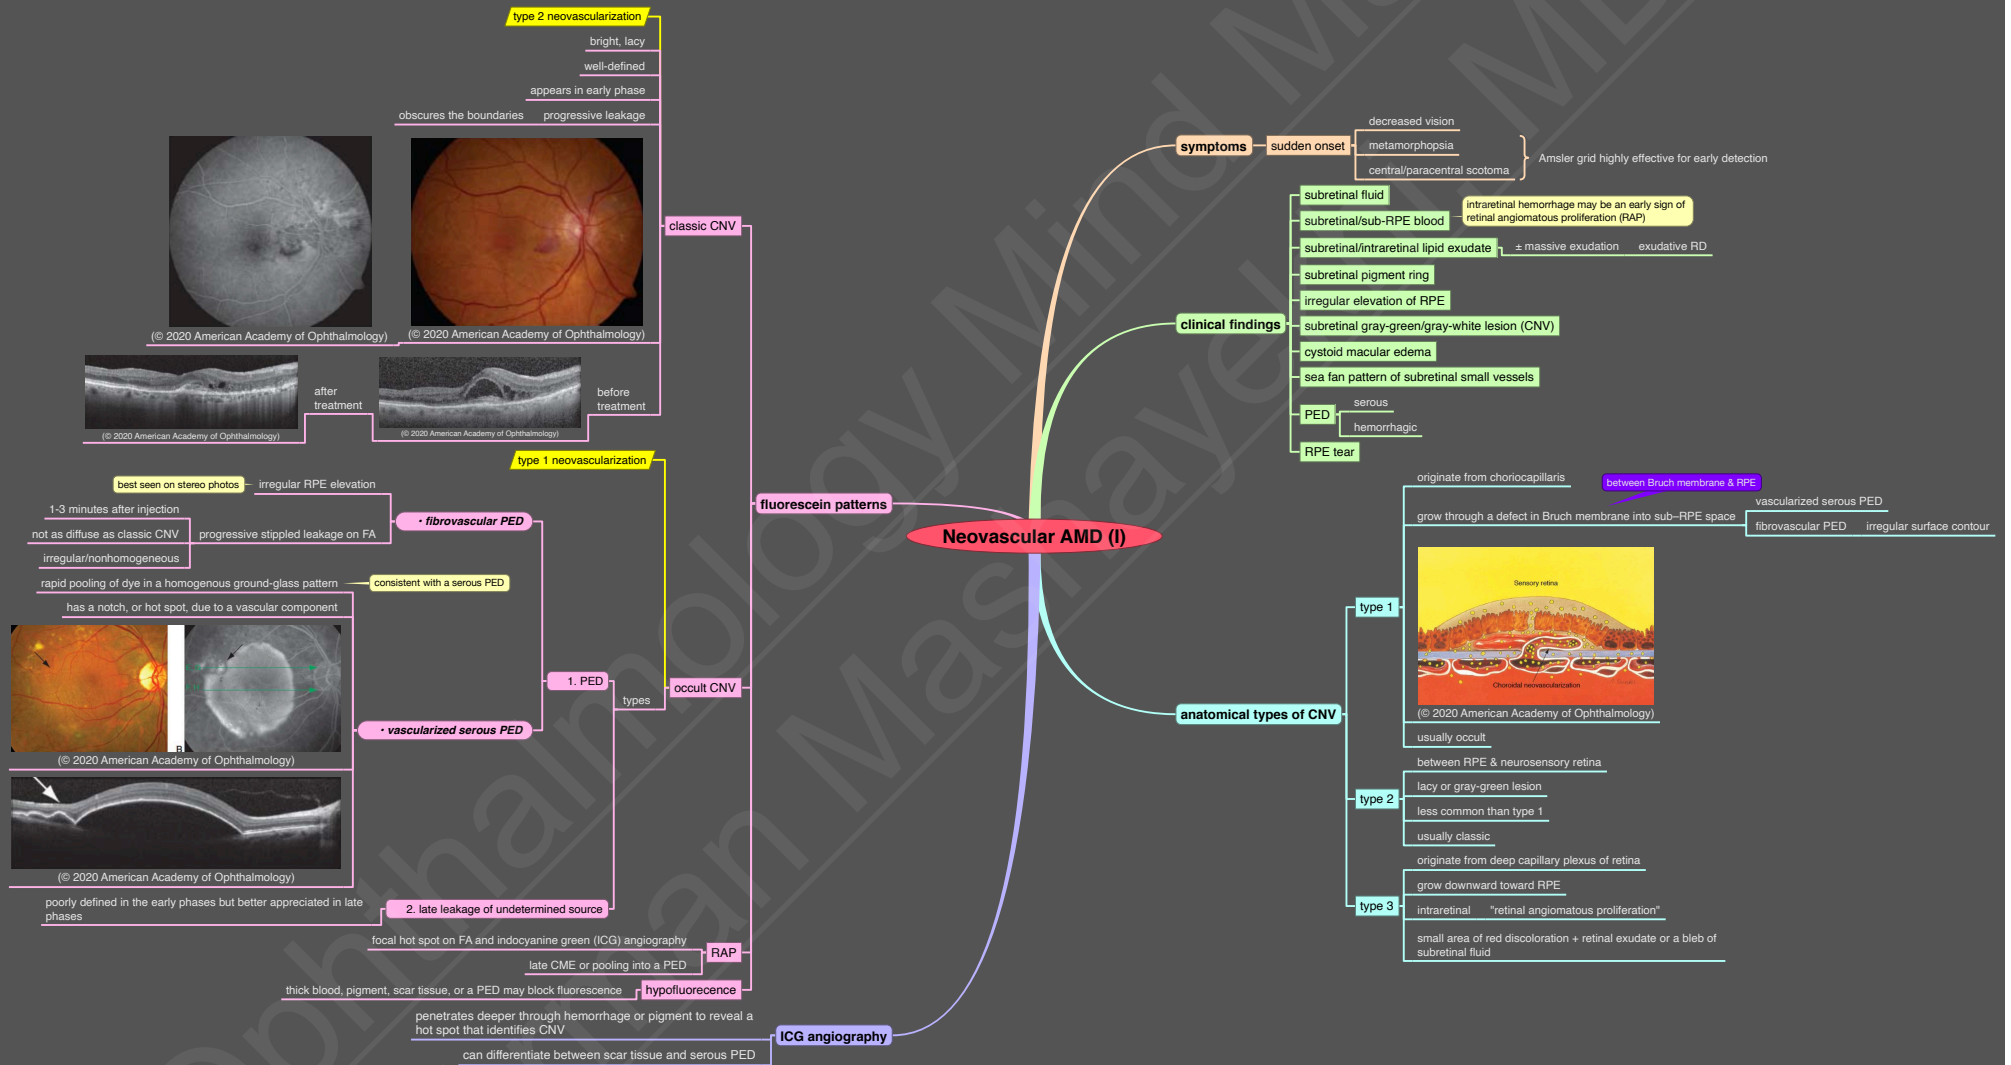 Neovascular AMD (I)
symptoms
sudden onset
decreased vision
metamorphopsia
central/paracentral scotoma
Amsler grid highly effective for early detection
clinical findings
subretinal fluid
subretinal/sub-RPE blood
intraretinal hemorrhage may be an early sign of
retinal angiomatous proliferation (RAP)
subretinal/intraretinal lipid exudate
± massive exudation
exudative RD
subretinal pigment ring
irregular elevation of RPE
subretinal gray-green/gray-white lesion (CNV)
cystoid macular edema
sea fan pattern of subretinal small vessels
PED
serous
hemorrhagic
RPE tear
anatomical types of CNV
type 1
originate from choriocapillaris
between Bruch membrane & RPE
grow through a defect in Bruch membrane into sub–RPE space
vascularized serous PED
fibrovascular PED
irregular surface contour
Sensory retina
Choroidal neovascularization
(© 2020 American Academy of Ophthalmology)
usually occult
type 2
between RPE & neurosensory retina
lacy or gray-green lesion
less common than type 1
usually classic
type 3
originate from deep capillary plexus of retina
grow downward toward RPE
intraretinal
"retinal angiomatous proliferation"
small area of red discoloration + retinal exudate or a bleb of
subretinal fluid
fluorescein patterns
classic CNV
type 2 neovascularization
bright, lacy
well-defined
appears in early phase
progressive leakage
obscures the boundaries
(© 2020 American Academy of Ophthalmology)
(© 2020 American Academy of Ophthalmology)
before
treatment
(© 2020 American Academy of Ophthalmology)
after
treatment
(© 2020 American Academy of Ophthalmology)
occult CNV
type 1 neovascularization
types
1. PED
• fibrovascular PED
irregular RPE elevation
best seen on stereo photos
progressive stippled leakage on FA
1-3 minutes after injection
not as diffuse as classic CNV
irregular/nonhomogeneous
• vascularized serous PED
rapid pooling of dye in a homogenous ground-glass pattern
consistent with a serous PED
has a notch, or hot spot, due to a vascular component
B
(© 2020 American Academy of Ophthalmology)
(© 2020 American Academy of Ophthalmology)
2. late leakage of undetermined source
poorly defined in the early phases but better appreciated in late
phases
RAP
focal hot spot on FA and indocyanine green (ICG) angiography
late CME or pooling into a PED
hypofluorecence
thick blood, pigment, scar tissue, or a PED may block fluorescence
ICG angiography
penetrates deeper through hemorrhage or pigment to reveal a
hot spot that identifies CNV
can differentiate between scar tissue and serous PED